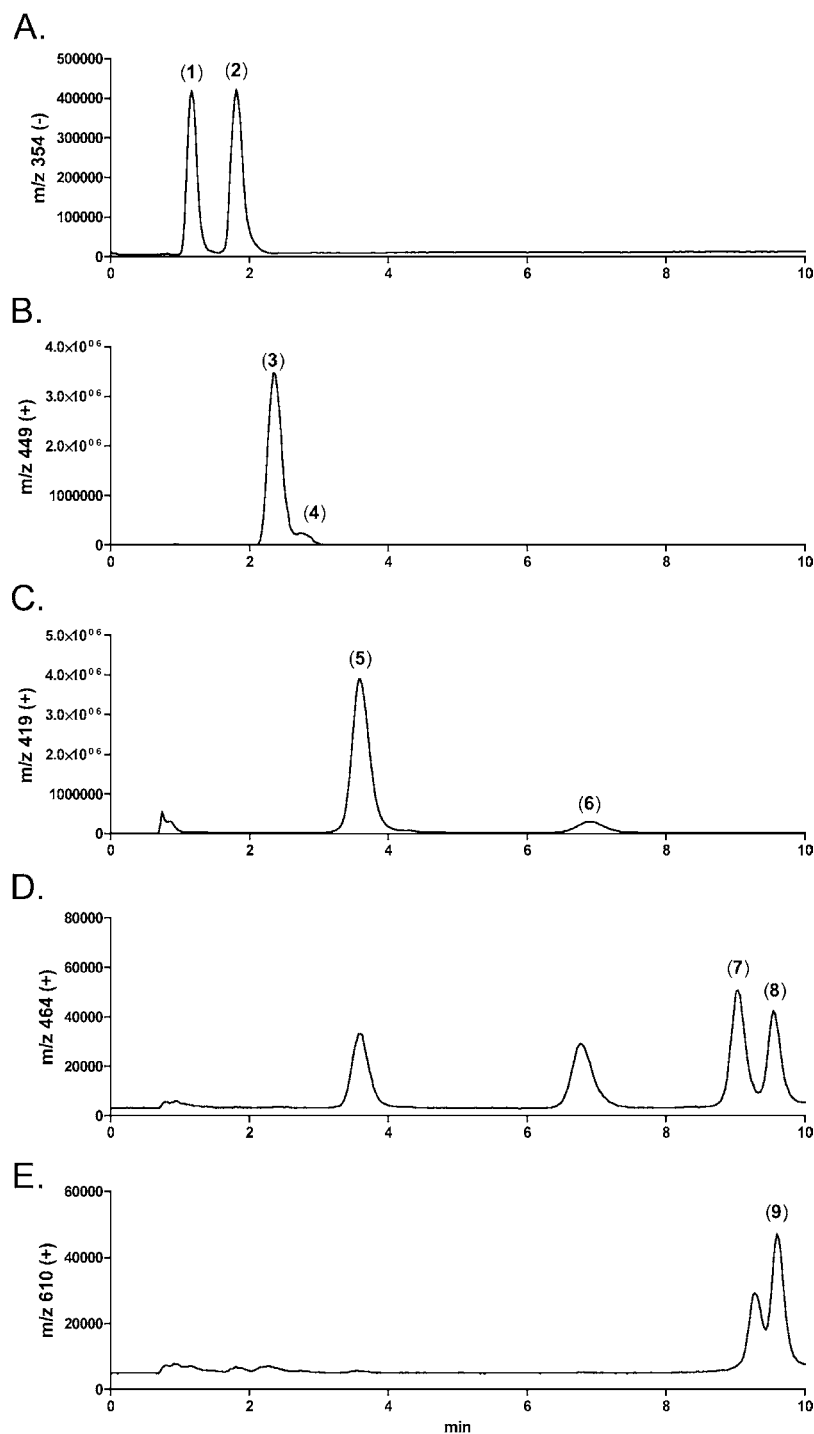 A.
m/z 354 (-)
500000
400000
300000
200000
100000
0
(1) (2)
0 2 4 6 8 10
B.
m/z 449 (+)
4.0×10⁰⁶
3.0×10⁰⁶
2.0×10⁰⁶
1000000
0
(3)
(4)
0 2 4 6 8 10
C.
m/z 419 (+)
5.0×10⁰⁶
4.0×10⁰⁶
3.0×10⁰⁶
2.0×10⁰⁶
1000000
0
(5)
(6)
0 2 4 6 8 10
D.
m/z 464 (+)
80000
60000
40000
20000
0
(7)
(8)
0 2 4 6 8 10
E.
m/z 610 (+)
60000
40000
20000
0
(9)
0 2 4 6 8 10
min